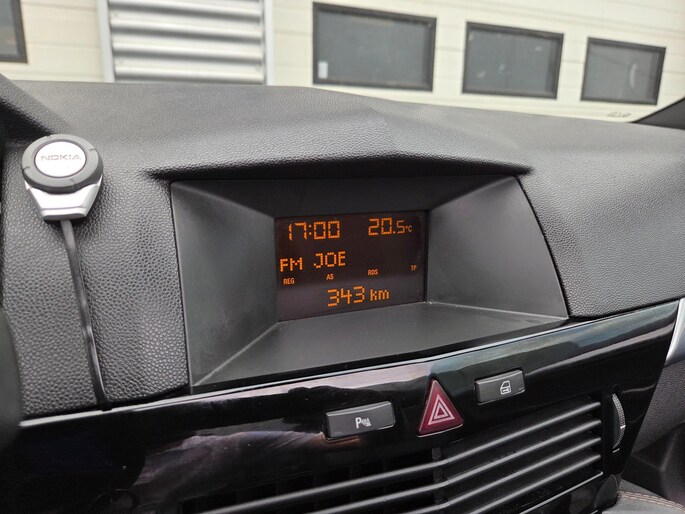 NOKIA
17:00 20.5°C
FM JOE
REG AS RDS TP
343 km
P